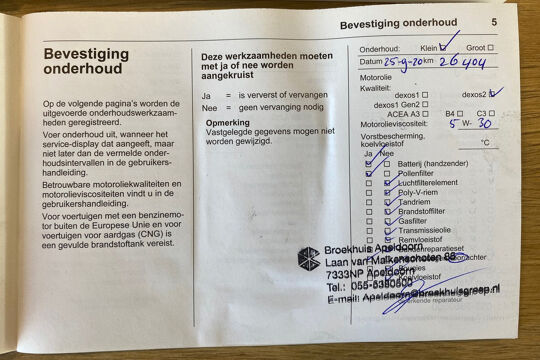 Bevestiging onderhoud 5
Bevestiging
onderhoud
Op de volgende pagina's worden de
uitgevoerde onderhoudswerkzaam-
heden geregistreerd.
Voer onderhoud uit, wanneer het
service-display dat aangeeft, maar
niet later dan de vermelde onder-
houdsintervallen in de gebruikers-
handleiding.
Betrouwbare motoroliekwaliteiten en
motorolieviscositeiten vindt u in de
gebruikershandleiding.
Voor voertuigen met een benzinemo-
tor buiten de Europese Unie en voor
voertuigen voor aardgas (CNG) is
een gevulde brandstoftank vereist.
Deze werkzaamheden moeten
met ja of nee worden
aangekruist
Ja = is ververst of vervangen
Nee = geen vervanging nodig
Opmerking
Vastgelegde gegevens mogen niet
worden gewijzigd.
Onderhoud: Klein Groot
Datum 25-9-20 km 26404
Motorolie
Kwaliteit:
dexos1 dexos2
dexos1 Gen2
ACEA A3 B4 C3
Motorolieviscositeit: 5 W- 30
Vorstbescherming,
koelvloeistof °C
Ja Nee
Batterij (handzender)
Pollenfilter
Luchtfilterelement
Poly-V-riem
Tandriem
Brandstoffilter
Gasfilter
Transmissieolie
Remvloeistof
Bandenreparatieset
Bougies
Koelvloeistof
Broekhuis Apeldoorn
Laan van Malkenschoten
7333NP Apeldoorn
Tel.:
E-mail: Apeldoorn@broekhuisgroep.nl